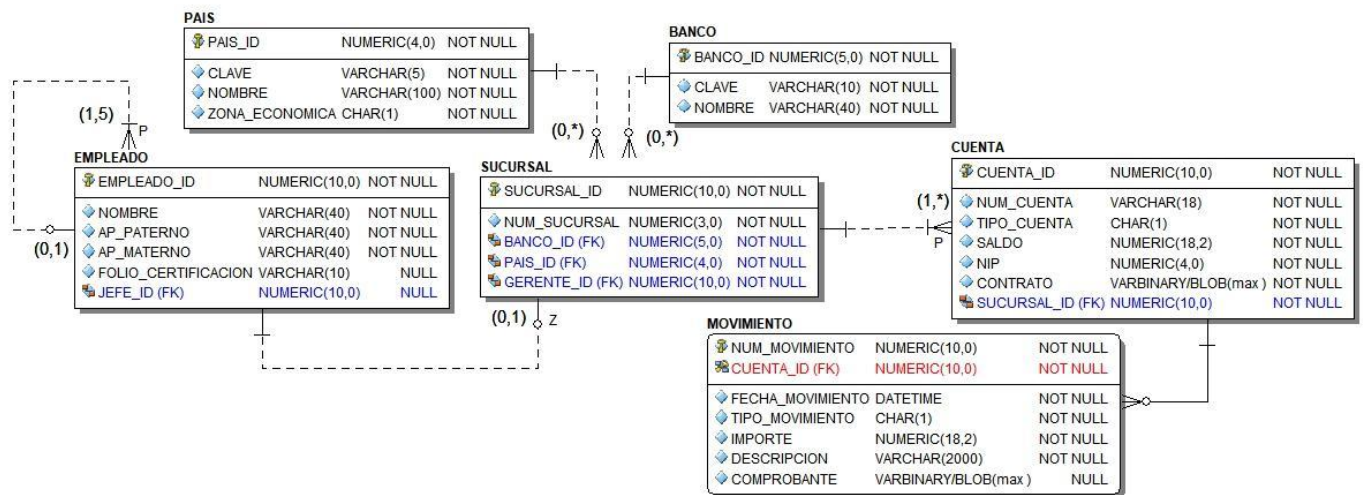 PAIS
PAIS_ID NUMERIC(4,0) NOT NULL
CLAVE VARCHAR(5) NOT NULL
NOMBRE VARCHAR(100) NOT NULL
ZONA_ECONOMICA CHAR(1) NOT NULL
BANCO
BANCO_ID NUMERIC(5,0) NOT NULL
CLAVE VARCHAR(10) NOT NULL
NOMBRE VARCHAR(40) NOT NULL
(1,5)
P
(0,*)
(0,*)
EMPLEADO
EMPLEADO_ID NUMERIC(10,0) NOT NULL
NOMBRE VARCHAR(40) NOT NULL
AP_PATERNO VARCHAR(40) NOT NULL
AP_MATERNO VARCHAR(40) NOT NULL
FOLIO_CERTIFICACION VARCHAR(10) NULL
JEFE_ID (FK) NUMERIC(10,0) NULL
(0,1)
SUCURSAL
SUCURSAL_ID NUMERIC(10,0) NOT NULL
NUM_SUCURSAL NUMERIC(3,0) NOT NULL
BANCO_ID (FK) NUMERIC(5,0) NOT NULL
PAIS_ID (FK) NUMERIC(4,0) NOT NULL
GERENTE_ID (FK) NUMERIC(10,0) NOT NULL
(0,1) Z
(1,*)
P
CUENTA
CUENTA_ID NUMERIC(10,0) NOT NULL
NUM_CUENTA VARCHAR(18) NOT NULL
TIPO_CUENTA CHAR(1) NOT NULL
SALDO NUMERIC(18,2) NOT NULL
NIP NUMERIC(4,0) NOT NULL
CONTRATO VARBINARY/BLOB(max ) NOT NULL
SUCURSAL_ID (FK) NUMERIC(10,0) NOT NULL
MOVIMIENTO
NUM_MOVIMIENTO NUMERIC(10,0) NOT NULL
CUENTA_ID (FK) NUMERIC(10,0) NOT NULL
FECHA_MOVIMIENTO DATETIME NOT NULL
TIPO_MOVIMIENTO CHAR(1) NOT NULL
IMPORTE NUMERIC(18,2) NOT NULL
DESCRIPCION VARCHAR(2000) NOT NULL
COMPROBANTE VARBINARY/BLOB(max ) NULL